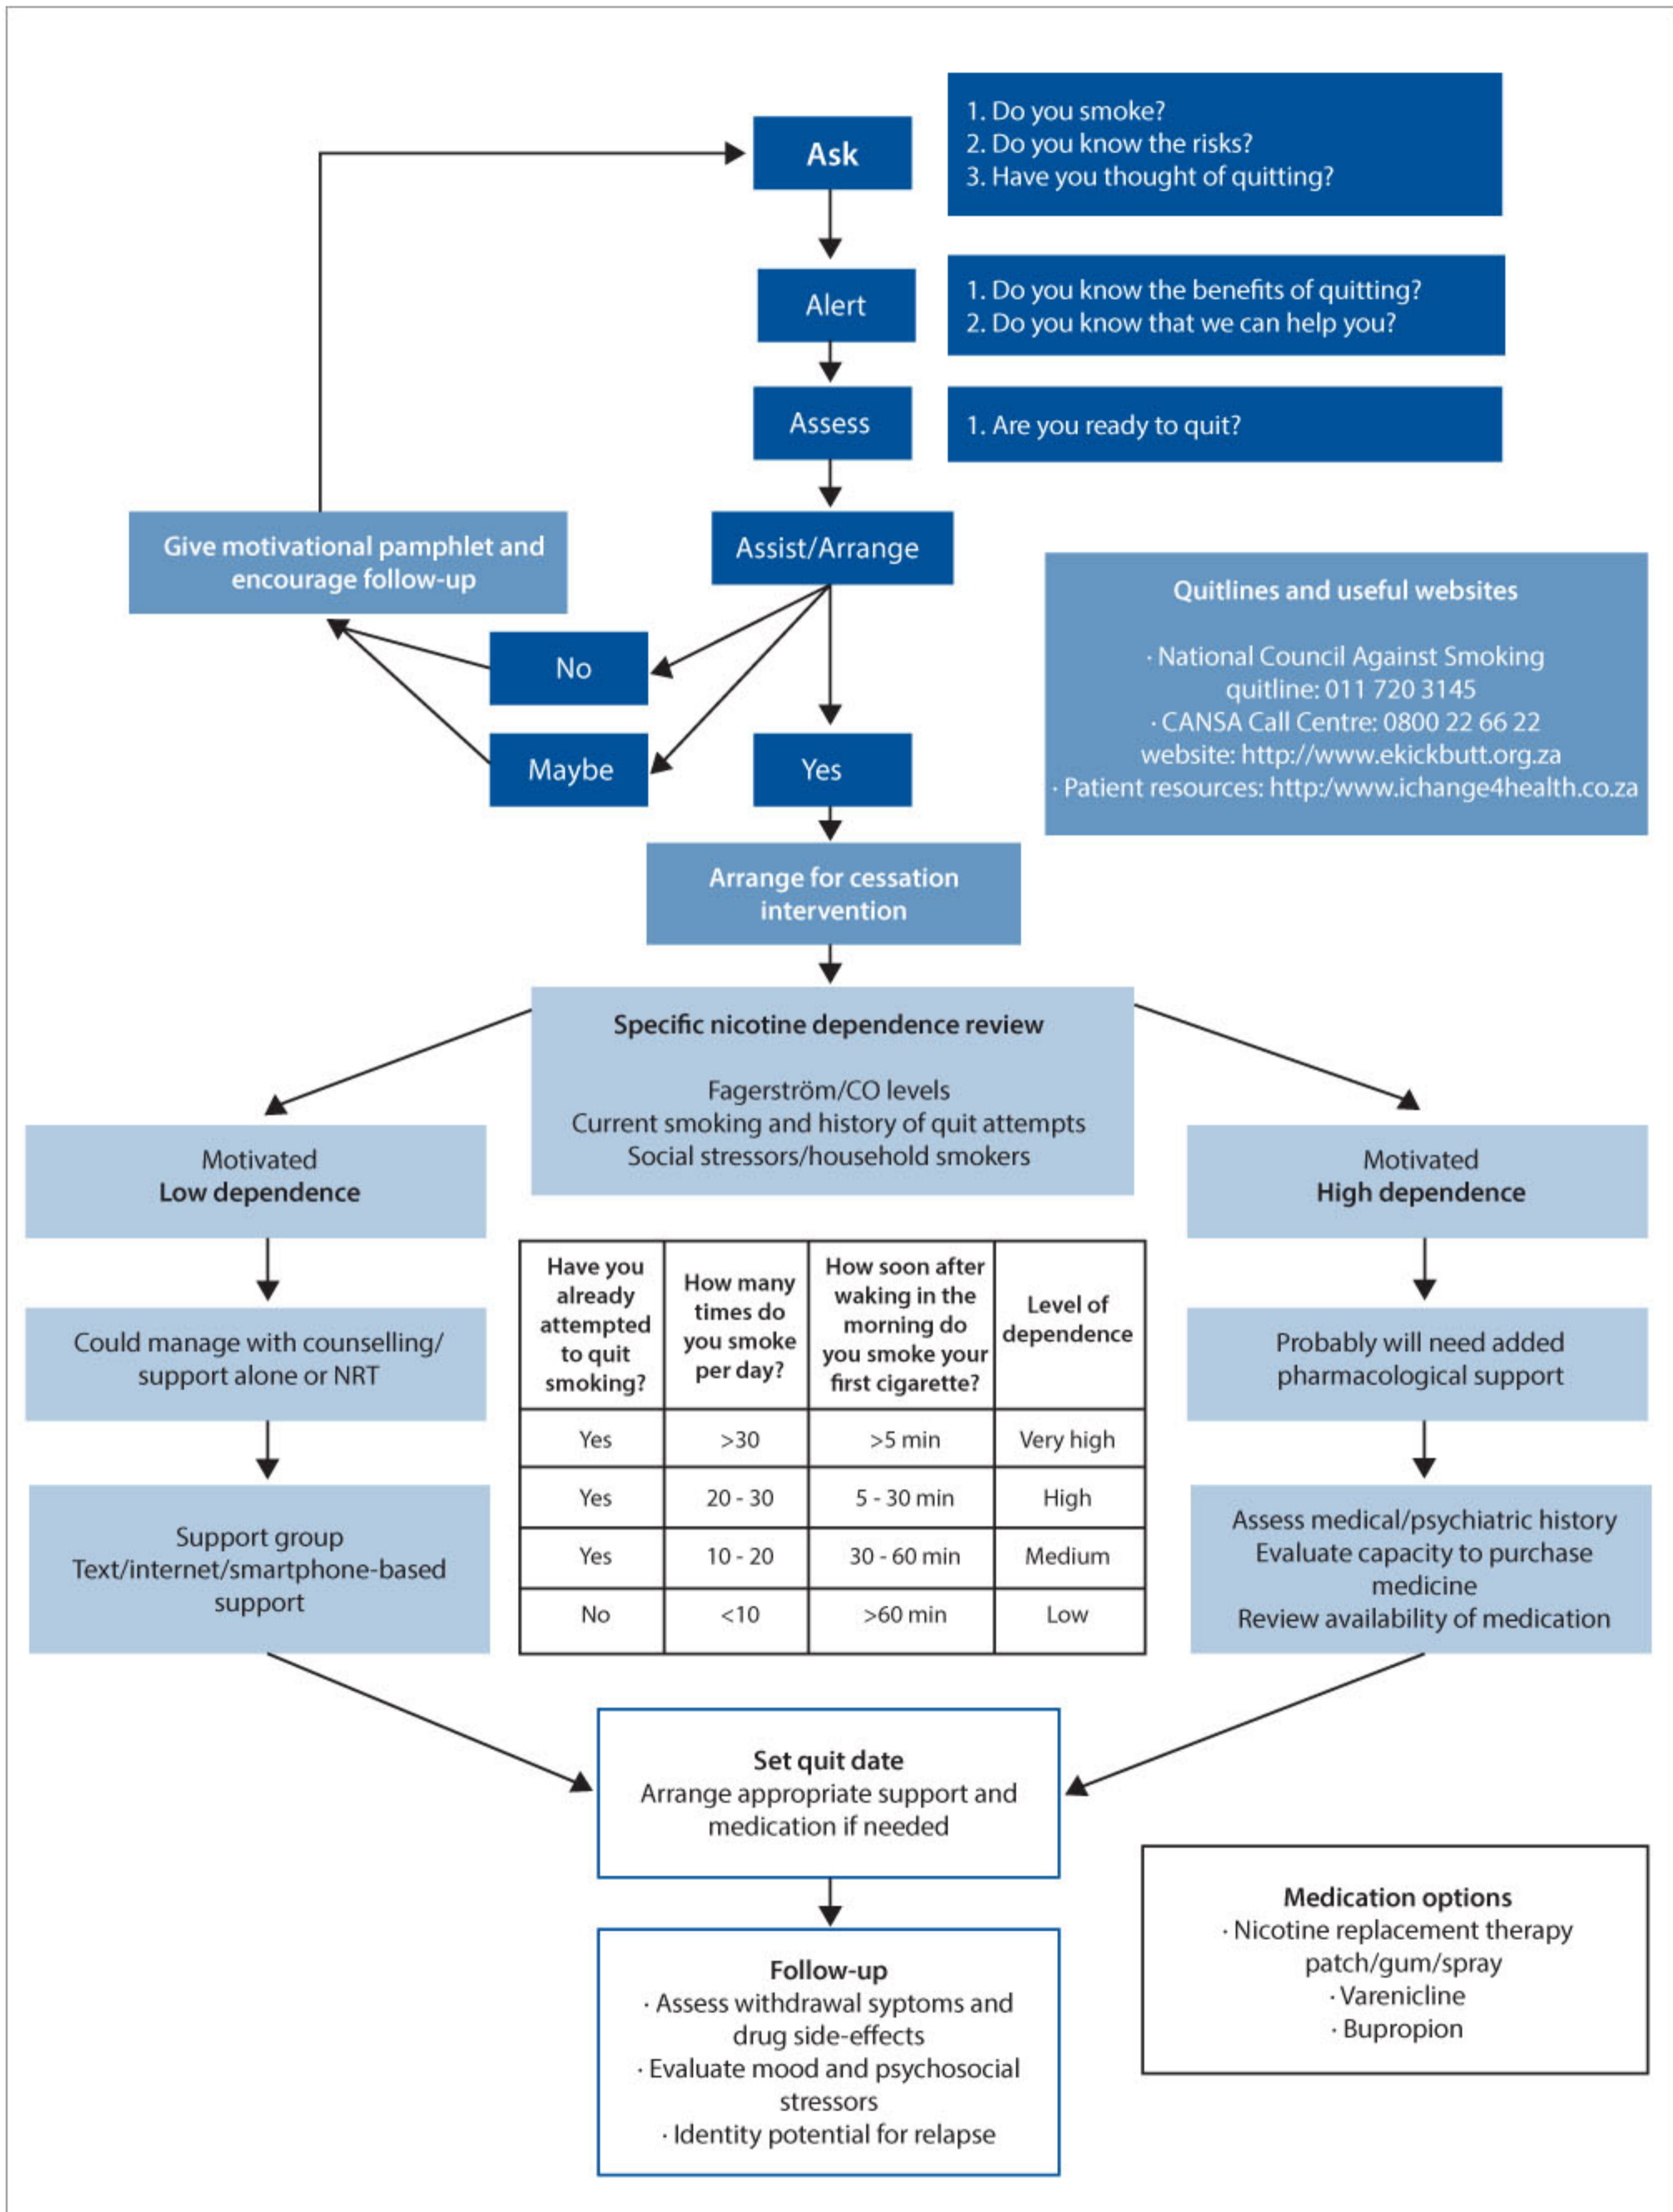 Ask
1. Do you smoke?
2. Do you know the risks?
3. Have you thought of quitting?
Alert
1. Do you know the benefits of quitting?
2. Do you know that we can help you?
Assess
1. Are you ready to quit?
Give motivational pamphlet and
encourage follow-up
Assist/Arrange
No
Maybe
Yes
Quitlines and useful websites
· National Council Against Smoking
quitline: 011 720 3145
· CANSA Call Centre: 0800 22 66 22
website: http://www.ekickbutt.org.za
· Patient resources: http:/www.ichange4health.co.za
Arrange for cessation
intervention
Specific nicotine dependence review
Fagerström/CO levels
Current smoking and history of quit attempts
Social stressors/household smokers
Motivated
Low dependence
Could manage with counselling/
support alone or NRT
Support group
Text/internet/smartphone-based
support
Have you
already
attempted
to quit
smoking?
How many
times do
you smoke
per day?
How soon after
waking in the
morning do
you smoke your
first cigarette?
Level of
dependence
Yes >30 >5 min Very high
Yes 20 - 30 5 - 30 min High
Yes 10 - 20 30 - 60 min Medium
No <10 >60 min Low
Motivated
High dependence
Probably will need added
pharmacological support
Assess medical/psychiatric history
Evaluate capacity to purchase
medicine
Review availability of medication
Set quit date
Arrange appropriate support and
medication if needed
Follow-up
· Assess withdrawal syptoms and
drug side-effects
· Evaluate mood and psychosocial
stressors
· Identity potential for relapse
Medication options
· Nicotine replacement therapy
patch/gum/spray
· Varenicline
· Bupropion